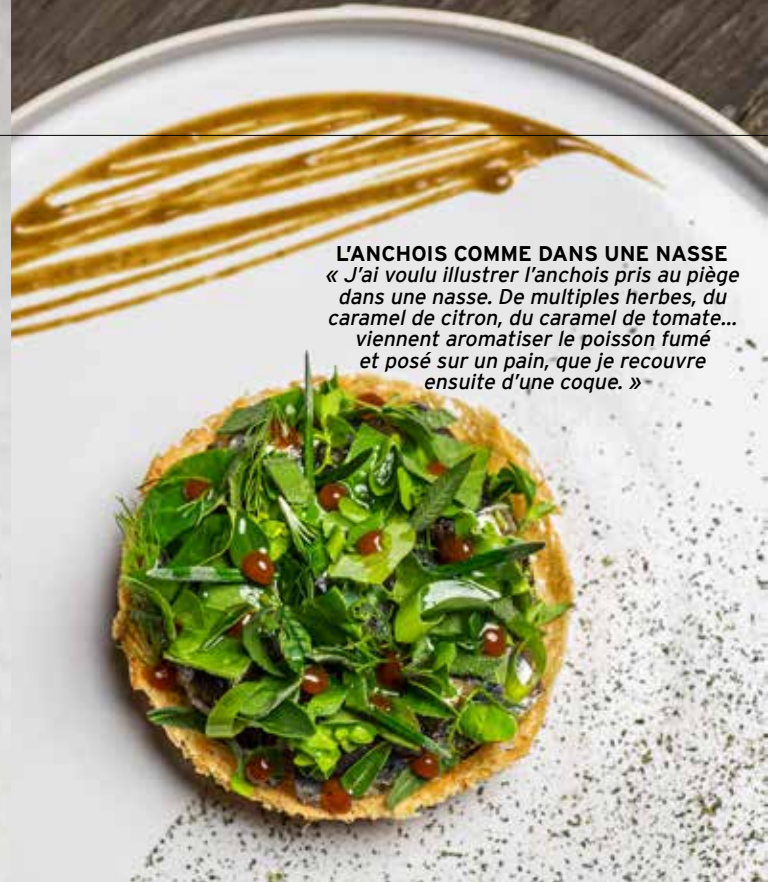 L'ANCHOIS COMME DANS UNE NASSE
« J'ai voulu illustrer l'anchois pris au piège
dans une nasse. De multiples herbes, du
caramel de citron, du caramel de tomate...
viennent aromatiser le poisson fumé
et posé sur un pain, que je recouvre
ensuite d'une coque. »